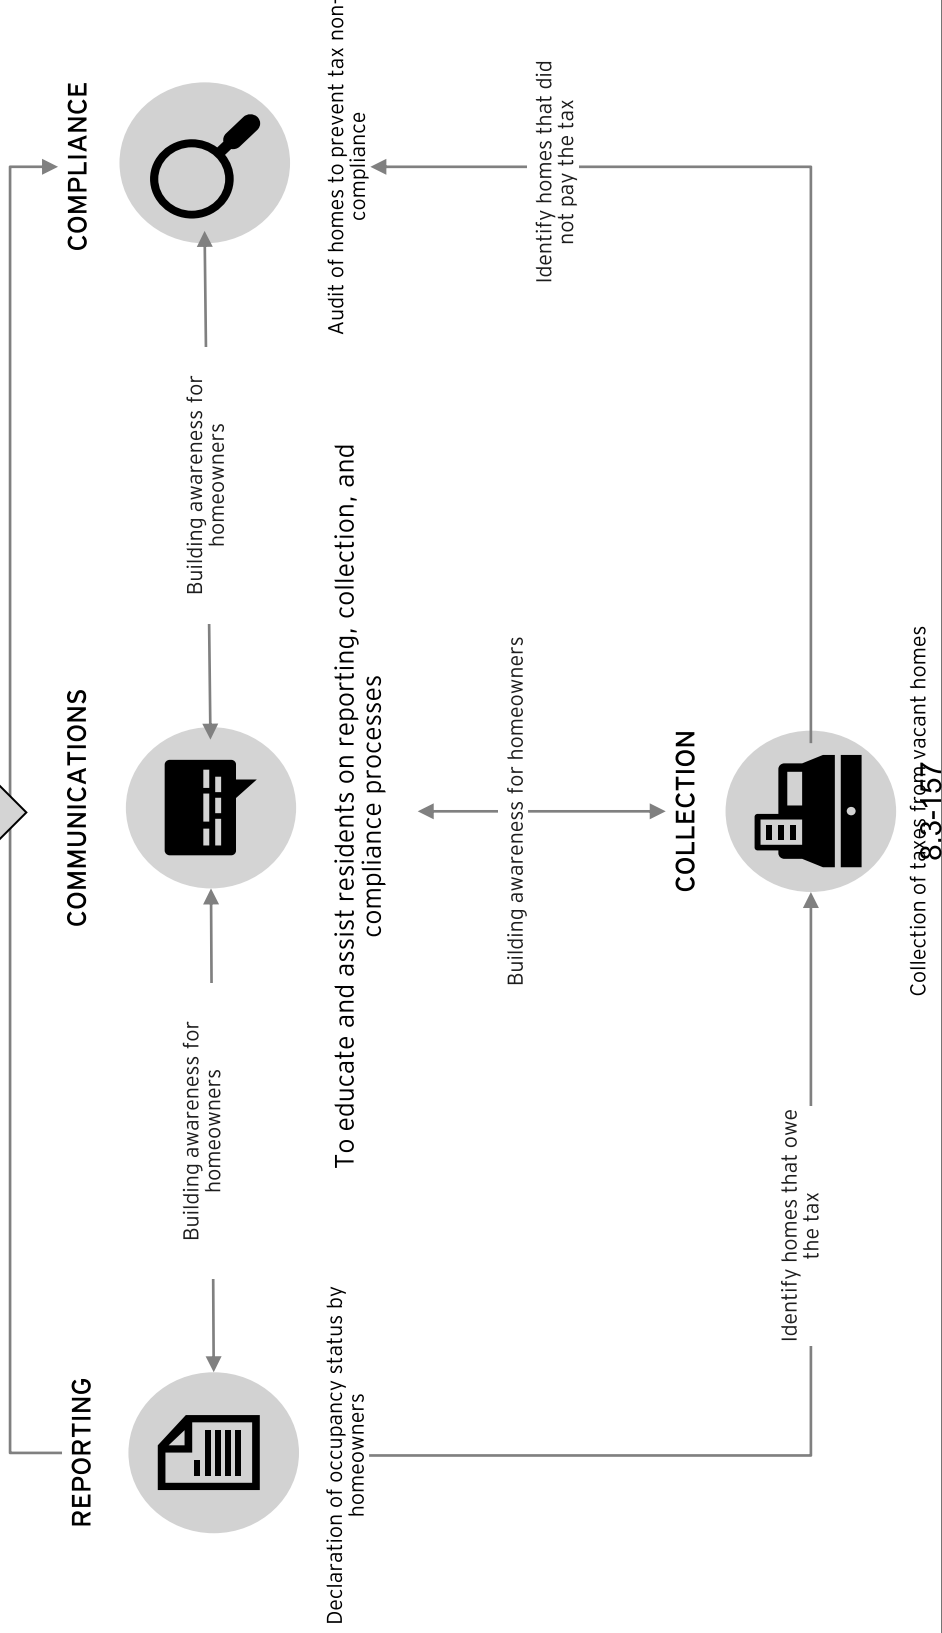 REPORTING
COMMUNICATIONS
COMPLIANCE
Building awareness for
homeowners
Building awareness for
homeowners
Declaration of occupancy status by
homeowners
To educate and assist residents on reporting, collection, and
compliance processes
Audit of homes to prevent tax non-
compliance
Building awareness for homeowners
Identify homes that did
not pay the tax
COLLECTION
Identify homes that owe
the tax
Collection of taxes from vacant homes
8.3-157